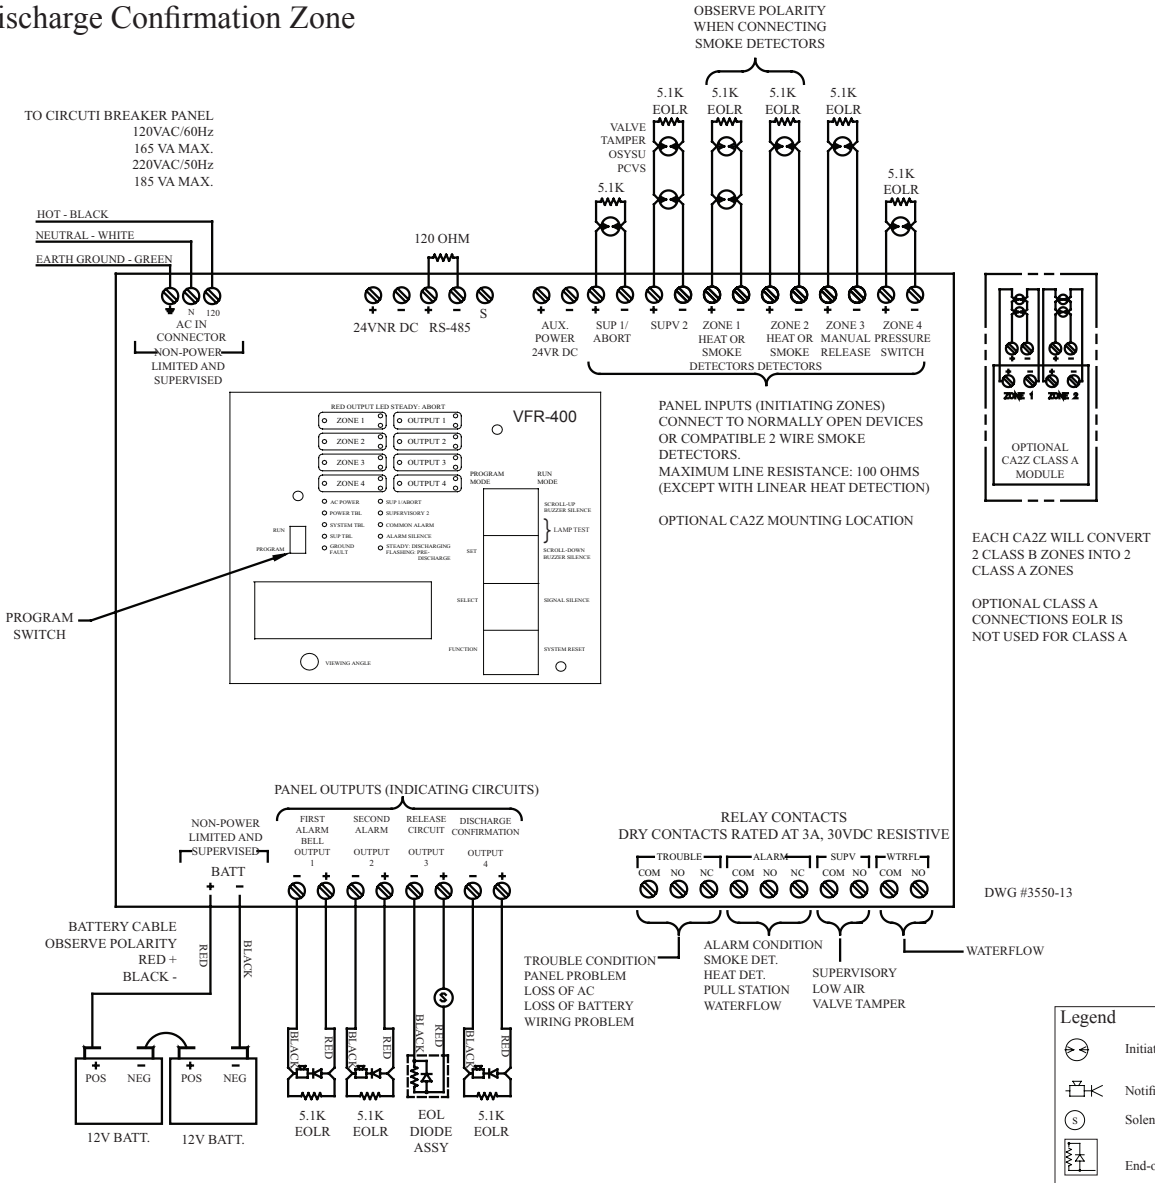 ischarge Confirmation Zone
OBSERVE POLARITY
WHEN CONNECTING
SMOKE DETECTORS
TO CIRCUTI BREAKER PANEL
120VAC/60Hz
165 VA MAX.
220VAC/50Hz
185 VA MAX.
5.1K
EOLR
5.1K
EOLR
5.1K
EOLR
5.1K
EOLR
VALVE
TAMPER
OSYSU
PCVS
5.1K
5.1K
EOLR
HOT - BLACK
NEUTRAL - WHITE
EARTH GROUND - GREEN
120 OHM
N 120
AC IN
CONNECTOR
NON-POWER
LIMITED AND
SUPERVISED
+ - + - S
24VNR DC RS-485
+ -
AUX.
POWER
24VR DC
+ -
SUP 1/
ABORT
+ -
SUPV 2
+ -
ZONE 1
HEAT OR
SMOKE
DETECTORS
+ -
ZONE 2
HEAT OR
SMOKE
DETECTORS
+ -
ZONE 3
MANUAL
RELEASE
+ -
ZONE 4
PRESSURE
SWITCH
+ - + -
+ - + -
ZONE 1 ZONE 2
OPTIONAL
CA2Z CLASS A
MODULE
PANEL INPUTS (INITIATING ZONES)
CONNECT TO NORMALLY OPEN DEVICES
OR COMPATIBLE 2 WIRE SMOKE
DETECTORS.
MAXIMUM LINE RESISTANCE: 100 OHMS
(EXCEPT WITH LINEAR HEAT DETECTION)
OPTIONAL CA2Z MOUNTING LOCATION
EACH CA2Z WILL CONVERT
2 CLASS B ZONES INTO 2
CLASS A ZONES
OPTIONAL CLASS A
CONNECTIONS EOLR IS
NOT USED FOR CLASS A
RED OUTPUT LED STEADY: ABORT
VFR-400
ZONE 1 OUTPUT 1
ZONE 2 OUTPUT 2
ZONE 3 OUTPUT 3
ZONE 4 OUTPUT 4
PROGRAM
MODE
RUN
MODE
AC POWER
POWER TBL
SYSTEM TBL
SUP TBL
GROUND
FAULT
SUP 1/ABORT
SUPERVISORY 2
COMMON ALARM
ALARM SILENCE
STEADY: DISCHARGING
FLASHING: PRE-
DISCHARGE
RUN
PROGRAM
SCROLL-UP
BUZZER SILENCE
LAMP TEST
SET
SCROLL-DOWN
BUZZER SILENCE
SELECT
SIGNAL SILENCE
FUNCTION
SYSTEM RESET
VIEWING ANGLE
PROGRAM
SWITCH
PANEL OUTPUTS (INDICATING CIRCUITS)
NON-POWER
LIMITED AND
SUPERVISED
BATT
+ -
FIRST
ALARM
BELL
OUTPUT
1
- +
SECOND
ALARM
OUTPUT
2
- +
RELEASE
CIRCUIT
OUTPUT
3
- +
DISCHARGE
CONFIRMATION
OUTPUT
4
- +
RELAY CONTACTS
DRY CONTACTS RATED AT 3A, 30VDC RESISTIVE
TROUBLE ALARM SUPV WTRFL
COM NO NC COM NO NC COM NO COM NO
DWG #3550-13
BATTERY CABLE
OBSERVE POLARITY
RED +
BLACK -
RED
BLACK
TROUBLE CONDITION
PANEL PROBLEM
LOSS OF AC
LOSS OF BATTERY
WIRING PROBLEM
ALARM CONDITION
SMOKE DET.
HEAT DET.
PULL STATION
WATERFLOW
SUPERVISORY
LOW AIR
VALVE TAMPER
WATERFLOW
+ - + -
POS NEG POS NEG
12V BATT. 12V BATT.
BLACK RED
BLACK RED
S
BLACK RED
BLACK RED
5.1K
EOLR
5.1K
EOLR
EOL
DIODE
ASSY
5.1K
EOLR
Legend
Initiat
Notifi
S Solen
End-o